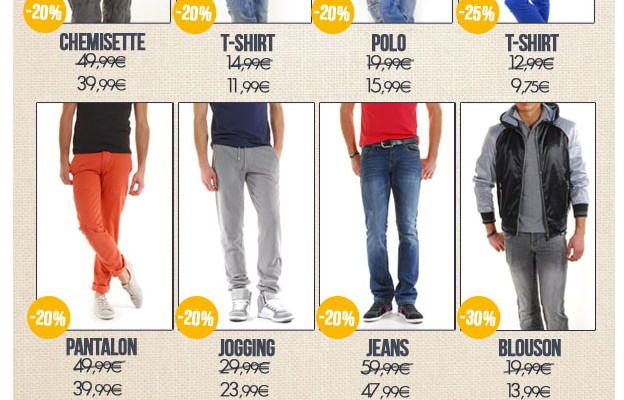 -20% -20% -20% -25%
CHEMISETTE T-SHIRT POLO T-SHIRT
49,99€ 14,99€ 19,99€ 12,99€
39,99€ 11,99€ 15,99€ 9,75€
-20% -20% -20% -30%
PANTALON JOGGING JEANS BLOUSON
49,99€ 29,99€ 59,99€ 19,99€
39,99€ 23,99€ 47,99€ 13,99€